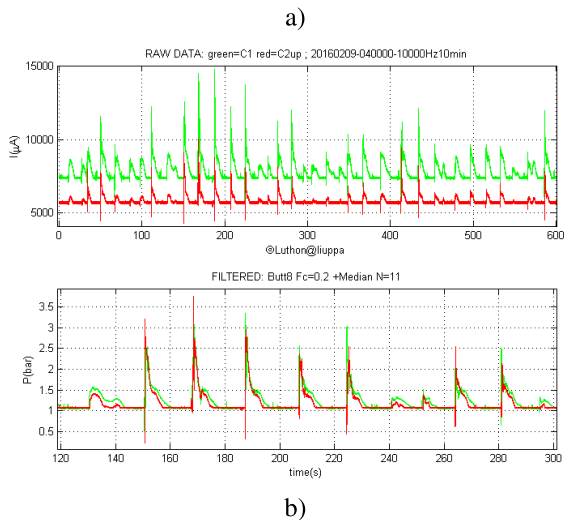 a)
RAW DATA: green=C1 red=C2up ; 20160209-040000-10000Hz10min
15000
10000
5000
I(µA)
0 100 200 300 400 500 600
©Luthon@liuppa
FILTERED: Butt8 Fc=0.2 +Median N=11
3.5
3
2.5
2
1.5
1
0.5
P(bar)
120 140 160 180 200 220 240 260 280 300
time(s)
b)